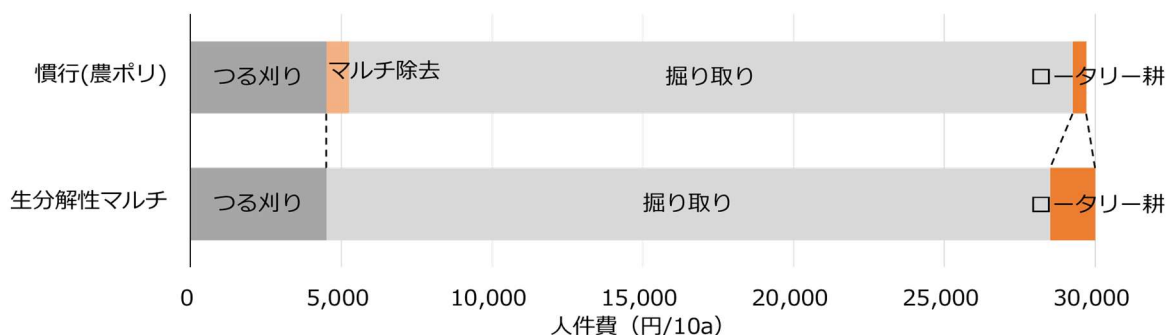 慣行(農ポリ)
つる刈り
マルチ除去
掘り取り
ロータリー耕
生分解性マルチ
つる刈り
掘り取り
ロータリー耕
0
5,000
10,000
15,000
20,000
25,000
30,000
人件費（円/10a）